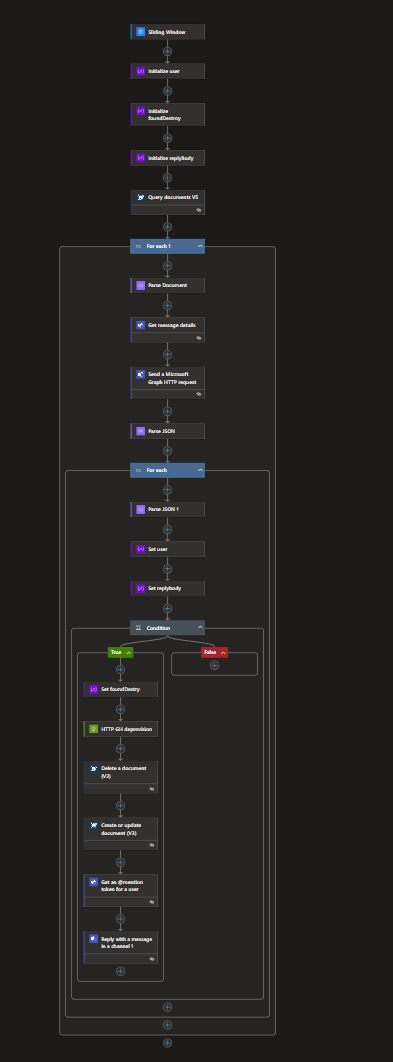 Sliding Window
Initialize user
Initialize
foundDestroy
Initialize replyBody
Query documents V5
For each 1
Parse Document
Get message details
Send a Microsoft
Graph HTTP request
Parse JSON
For each
Parse JSON 1
Set user
Set replybody
Condition
True
False
Set foundDestry
HTTP GH deprovision
Delete a document
(V2)
Create or update
document (V3)
Get an @mention
token for a user
Reply with a message
in a channel 1